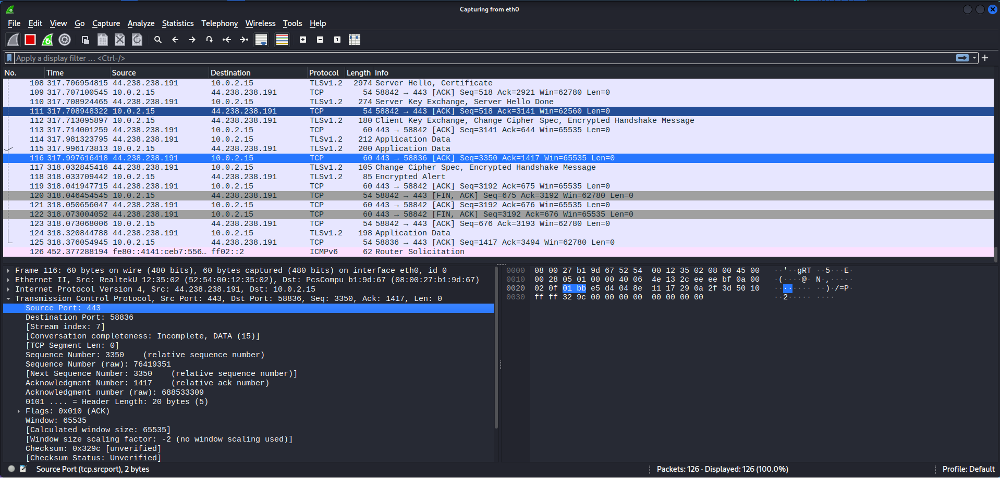 Capturing from eth0
File Edit View Go Capture Analyze Statistics Telephony Wireless Tools Help
Apply a display filter … <Ctrl-/>
No. Time Source Destination Protocol Length Info
108 317.706954815 44.238.238.191 10.0.2.15 TLSv1.2 2974 Server Hello, Certificate
109 317.707100545 10.0.2.15 44.238.238.191 TCP 54 58842 → 443 [ACK] Seq=518 Ack=2921 Win=62780 Len=0
110 317.708924465 44.238.238.191 10.0.2.15 TLSv1.2 274 Server Key Exchange, Server Hello Done
111 317.708948322 10.0.2.15 44.238.238.191 TCP 54 58842 → 443 [ACK] Seq=518 Ack=3141 Win=62560 Len=0
112 317.713095897 10.0.2.15 44.238.238.191 TLSv1.2 180 Client Key Exchange, Change Cipher Spec, Encrypted Handshake Message
113 317.714001259 44.238.238.191 10.0.2.15 TCP 60 443 → 58842 [ACK] Seq=3141 Ack=644 Win=65535 Len=0
114 317.981323795 44.238.238.191 10.0.2.15 TLSv1.2 212 Application Data
115 317.996173813 10.0.2.15 44.238.238.191 TLSv1.2 200 Application Data
116 317.997616418 44.238.238.191 10.0.2.15 TCP 60 443 → 58836 [ACK] Seq=3350 Ack=1417 Win=65535 Len=0
117 318.032845416 44.238.238.191 10.0.2.15 TLSv1.2 105 Change Cipher Spec, Encrypted Handshake Message
118 318.033709442 10.0.2.15 44.238.238.191 TLSv1.2 85 Encrypted Alert
119 318.041947715 44.238.238.191 10.0.2.15 TCP 60 443 → 58842 [ACK] Seq=3192 Ack=675 Win=65535 Len=0
120 318.046454545 10.0.2.15 44.238.238.191 TCP 54 58842 → 443 [FIN, ACK] Seq=675 Ack=3192 Win=62780 Len=0
121 318.050656047 44.238.238.191 10.0.2.15 TCP 60 443 → 58842 [ACK] Seq=3192 Ack=676 Win=65535 Len=0
122 318.073004052 44.238.238.191 10.0.2.15 TCP 60 443 → 58842 [FIN, ACK] Seq=3192 Ack=676 Win=65535 Len=0
123 318.073068006 10.0.2.15 44.238.238.191 TCP 54 58842 → 443 [ACK] Seq=676 Ack=3193 Win=62780 Len=0
124 318.320844788 44.238.238.191 10.0.2.15 TLSv1.2 198 Application Data
125 318.376054945 10.0.2.15 44.238.238.191 TCP 54 58836 → 443 [ACK] Seq=1417 Ack=3494 Win=62780 Len=0
126 452.377288194 fe80::4141:ceb7:556… ff02::2 ICMPv6 62 Router Solicitation
Frame 116: 60 bytes on wire (480 bits), 60 bytes captured (480 bits) on interface eth0, id 0
Ethernet II, Src: RealtekU_12:35:02 (52:54:00:12:35:02), Dst: PcsCompu_b1:9d:67 (08:00:27:b1:9d:67)
Internet Protocol Version 4, Src: 44.238.238.191, Dst: 10.0.2.15
Transmission Control Protocol, Src Port: 443, Dst Port: 58836, Seq: 3350, Ack: 1417, Len: 0
Source Port: 443
Destination Port: 58836
[Stream index: 7]
[Conversation completeness: Incomplete, DATA (15)]
[TCP Segment Len: 0]
Sequence Number: 3350 (relative sequence number)
Sequence Number (raw): 76419351
[Next Sequence Number: 3350 (relative sequence number)]
Acknowledgment Number: 1417 (relative ack number)
Acknowledgment number (raw): 688533309
0101 .... = Header Length: 20 bytes (5)
Flags: 0x010 (ACK)
Window: 65535
[Calculated window size: 65535]
[Window size scaling factor: -2 (no window scaling used)]
Checksum: 0x329c [unverified]
[Checksum Status: Unverified]
0000 08 00 27 b1 9d 67 52 54 00 12 35 02 08 00 45 00 ··'··gRT ··5···E·
0010 00 28 05 01 00 00 40 06 4e 13 2c ee ee bf 0a 00 ·(····@· N·,·····
0020 02 0f 01 bb e5 d4 04 8e 11 17 29 0a 2f 3d 50 10 ········ ··)·/=P·
0030 ff ff 32 9c 00 00 00 00 00 00 00 00 ··2····· ····
Source Port (tcp.srcport), 2 bytes
Packets: 126 · Displayed: 126 (100.0%)
Profile: Default